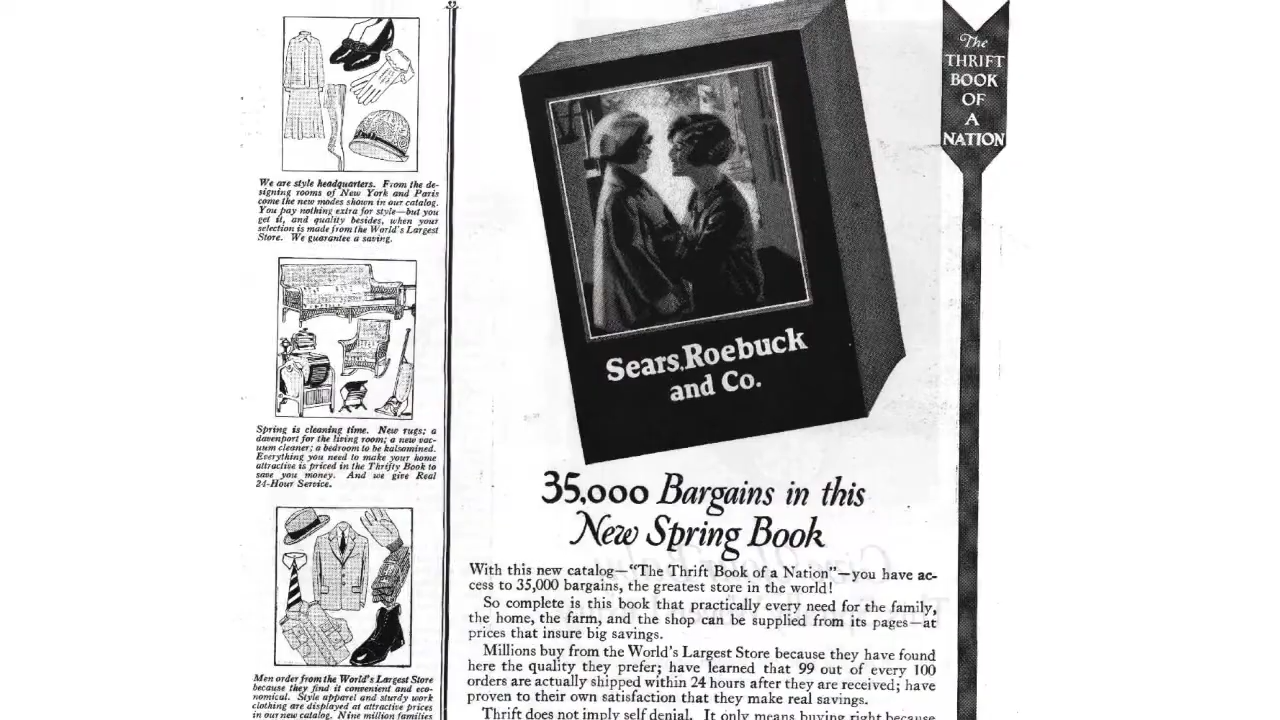 We are style headquarters. From the de-
signing rooms of New York and Paris
come the new modes shown in our catalog.
You pay nothing extra for style—but you
get it, and quality besides, when your
selection is made from the World's Largest
Store. We guarantee a saving.
Spring is cleaning time. New rugs; a
davenport for the living room; a new vac-
uum cleaner; a bedroom to be kalsomined.
Everything you need to make your home
attractive is priced in the Thrifty Book to
save you money. And we give Real
24-Hour Service.
Men order from the World's Largest Store
because they find it convenient and eco-
nomical. Style apparel and sturdy work
clothing are displayed at attractive prices
in our new catalog. Nine million families
Sears, Roebuck
and Co.
The
THRIFT
BOOK
OF
A
NATION
35,000 Bargains in this
New Spring Book
With this new catalog—"The Thrift Book of a Nation"—you have ac-
cess to 35,000 bargains, the greatest store in the world!
So complete is this book that practically every need for the family,
the home, the farm, and the shop can be supplied from its pages—at
prices that insure big savings.
Millions buy from the World's Largest Store because they have found
here the quality they prefer; have learned that 99 out of every 100
orders are actually shipped within 24 hours after they are received; have
proven to their own satisfaction that they make real savings.
Thrift does not imply self denial. It only means buying right because